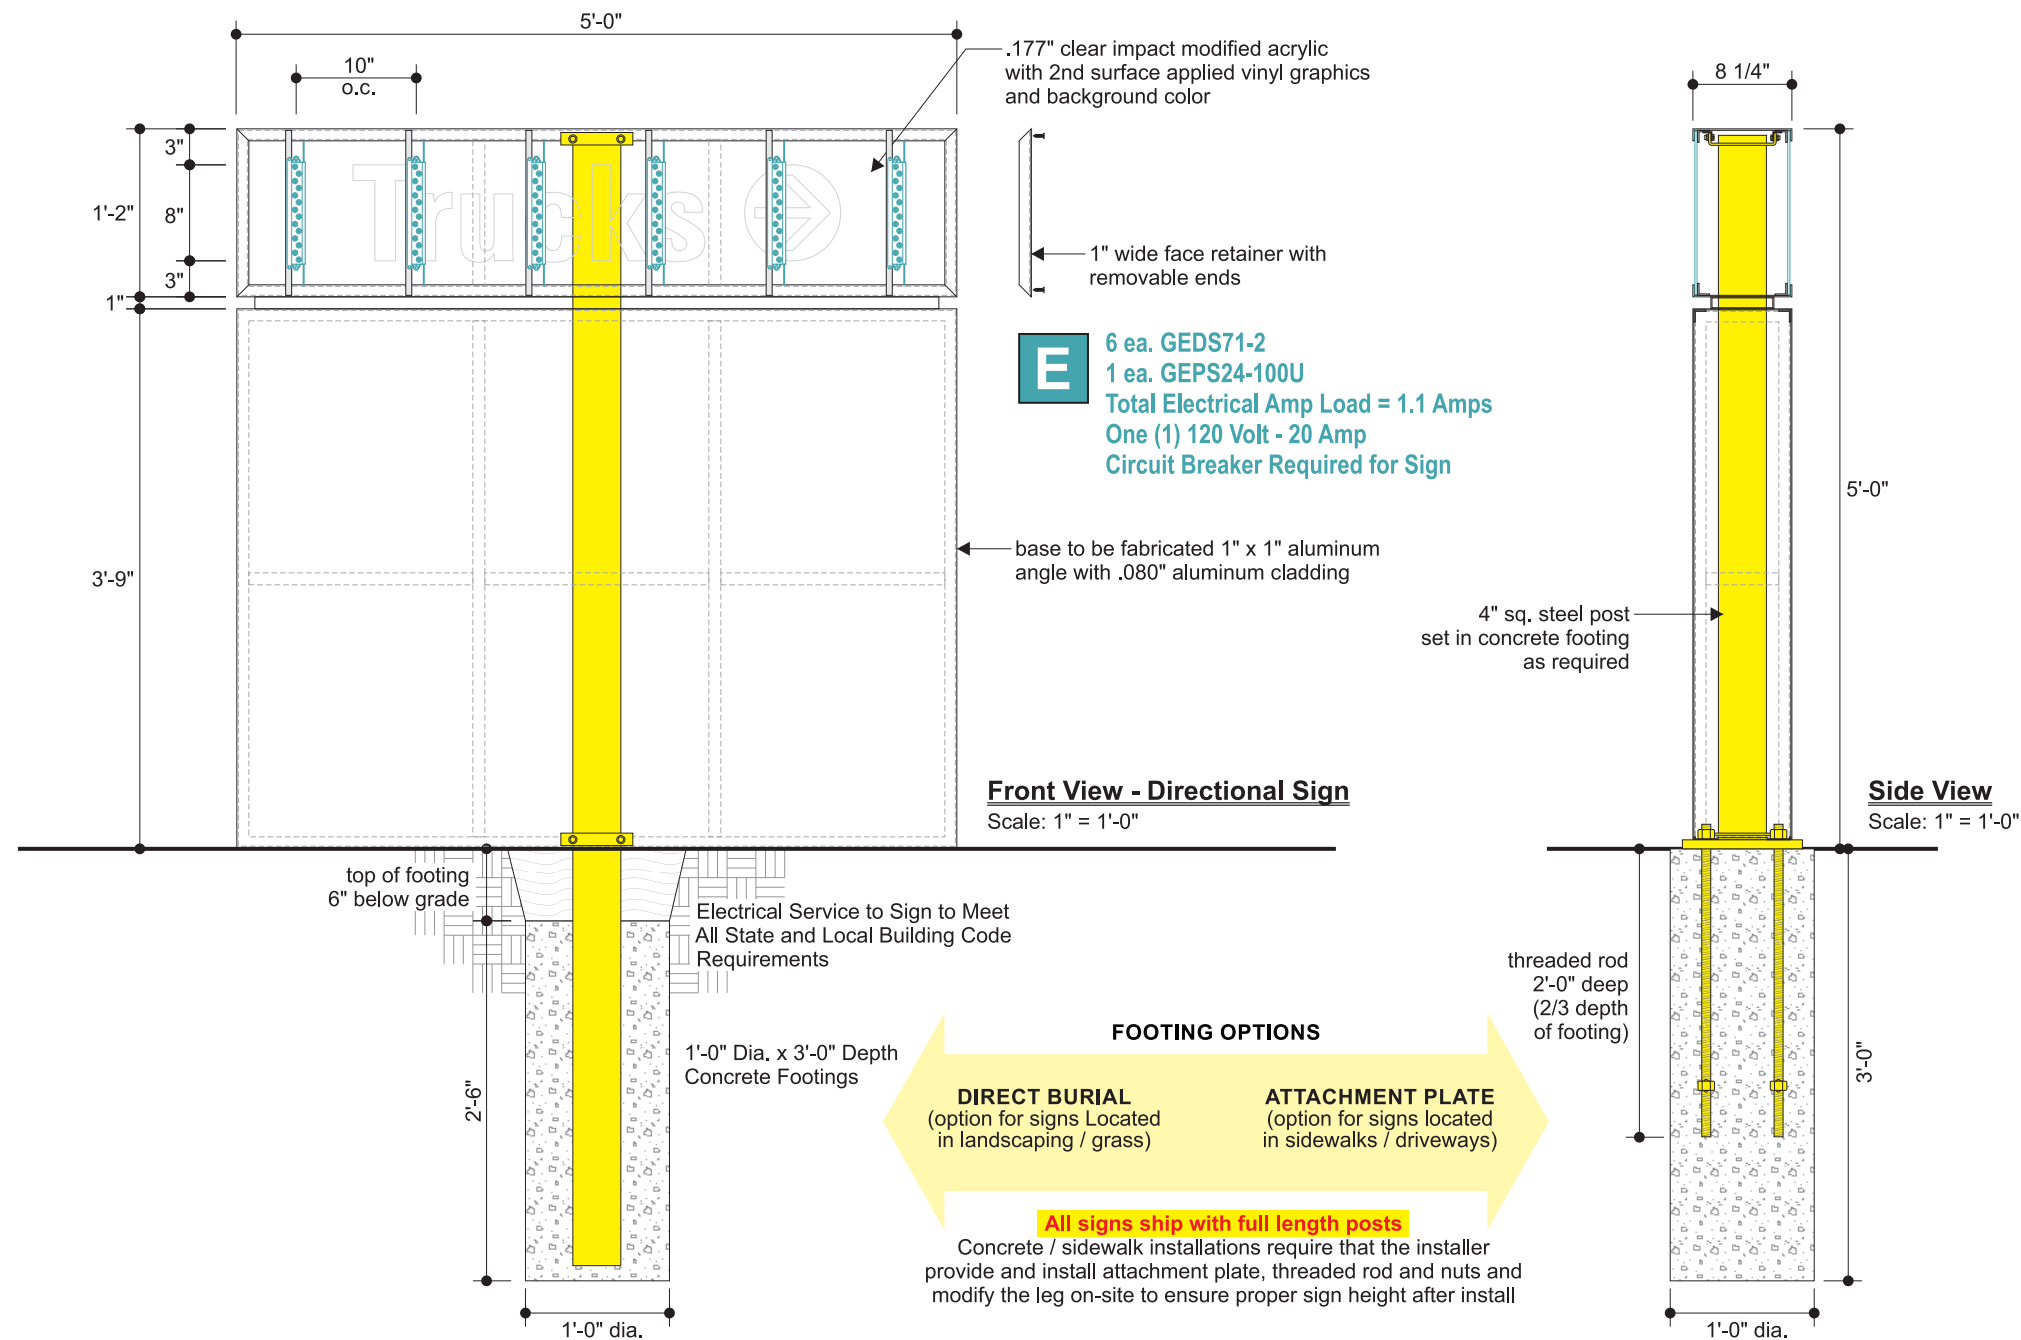 5'-0"
10"
o.c.
.177" clear impact modified acrylic
with 2nd surface applied vinyl graphics
and background color
8 1/4"
3"
8"
3"
1'-2"
1"
3'-9"
Trucks
1" wide face retainer with
removable ends
E
6 ea. GEDS71-2
1 ea. GEPS24-100U
Total Electrical Amp Load = 1.1 Amps
One (1) 120 Volt - 20 Amp
Circuit Breaker Required for Sign
5'-0"
base to be fabricated 1" x 1" aluminum
angle with .080" aluminum cladding
4" sq. steel post
set in concrete footing
as required
Front View - Directional Sign
Scale: 1" = 1'-0"
Side View
Scale: 1" = 1'-0"
top of footing
6" below grade
Electrical Service to Sign to Meet
All State and Local Building Code
Requirements
threaded rod
2'-0" deep
(2/3 depth
of footing)
1'-0" Dia. x 3'-0" Depth
Concrete Footings
2'-6"
3'-0"
FOOTING OPTIONS
DIRECT BURIAL
(option for signs Located
in landscaping / grass)
ATTACHMENT PLATE
(option for signs located
in sidewalks / driveways)
All signs ship with full length posts
Concrete / sidewalk installations require that the installer
provide and install attachment plate, threaded rod and nuts and
modify the leg on-site to ensure proper sign height after install
1'-0" dia.
1'-0" dia.